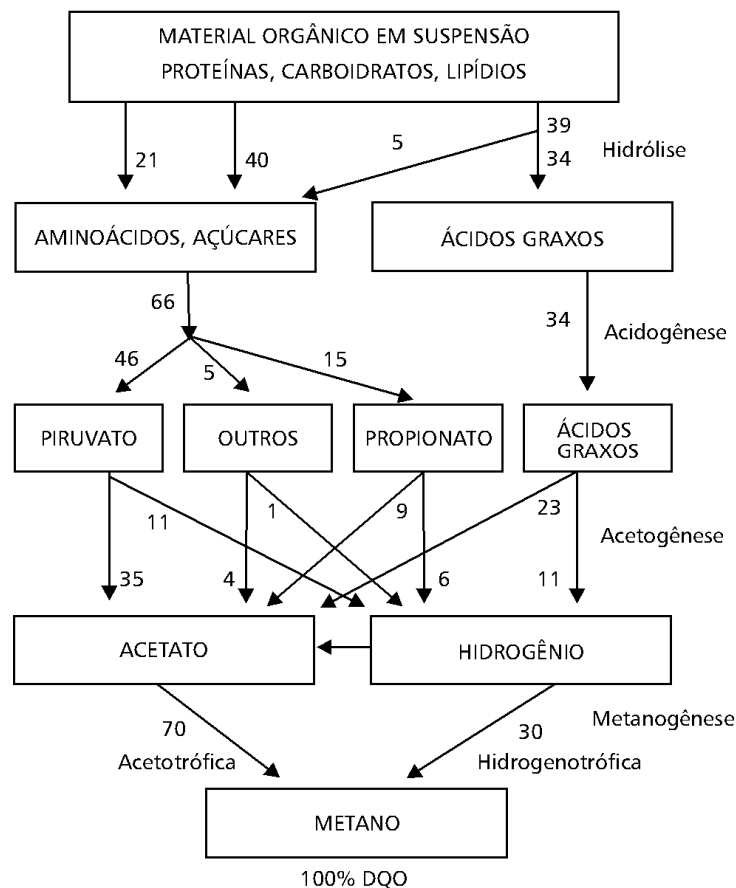 MATERIAL ORGÂNICO EM SUSPENSÃO
PROTEÍNAS, CARBOIDRATOS, LIPÍDIOS
21
40
5
39
34
Hidrólise
AMINOÁCIDOS, AÇÚCARES
ÁCIDOS GRAXOS
66
34
Acidogênese
46
5
15
PIRUVATO
OUTROS
PROPIONATO
ÁCIDOS
GRAXOS
11
1
9
23
Acetogênese
35
4
6
11
ACETATO
HIDROGÊNIO
Metanogênese
70
30
Acetotrófica
Hidrogenotrófica
METANO
100% DQO